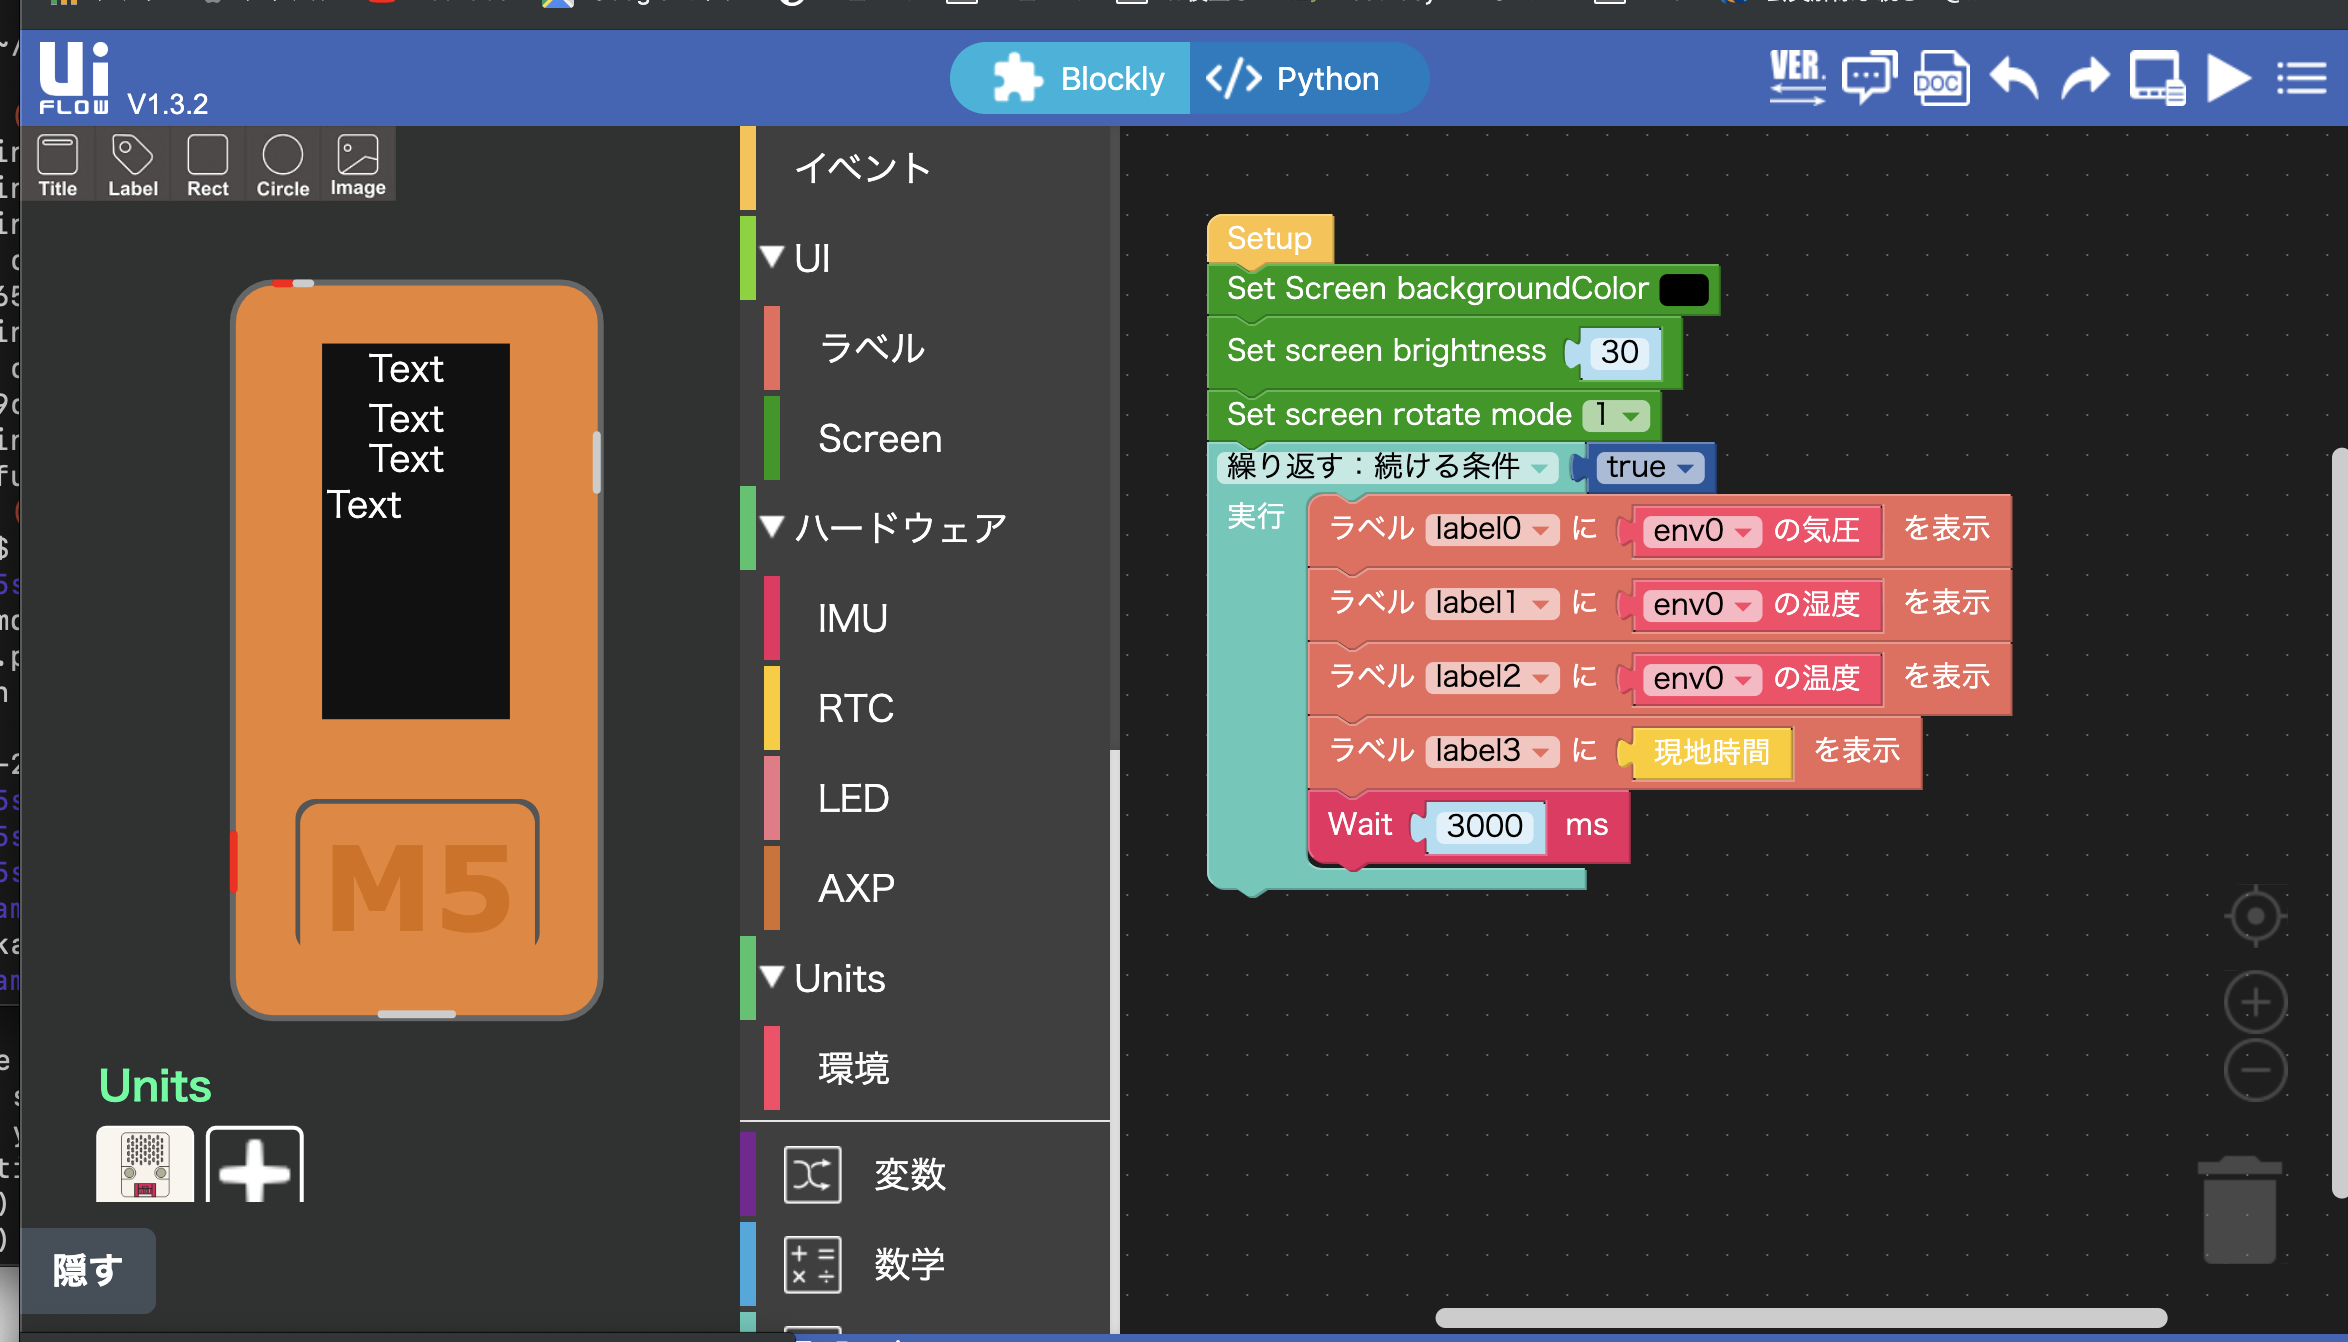 Ui
FLOW
V1.3.2
Blockly
Python
VER.
DOC
Title
Label
Rect
Circle
Image
Text
Text
Text
Text
M5
Units
隠す
イベント
UI
ラベル
Screen
ハードウェア
IMU
RTC
LED
AXP
Units
環境
変数
数学
Setup
Set Screen backgroundColor
Set screen brightness 30
Set screen rotate mode 1
繰り返す：続ける条件 true
実行
ラベル label0 に env0 の気圧 を表示
ラベル label1 に env0 の湿度 を表示
ラベル label2 に env0 の温度 を表示
ラベル label3 に 現地時間 を表示
Wait 3000 ms